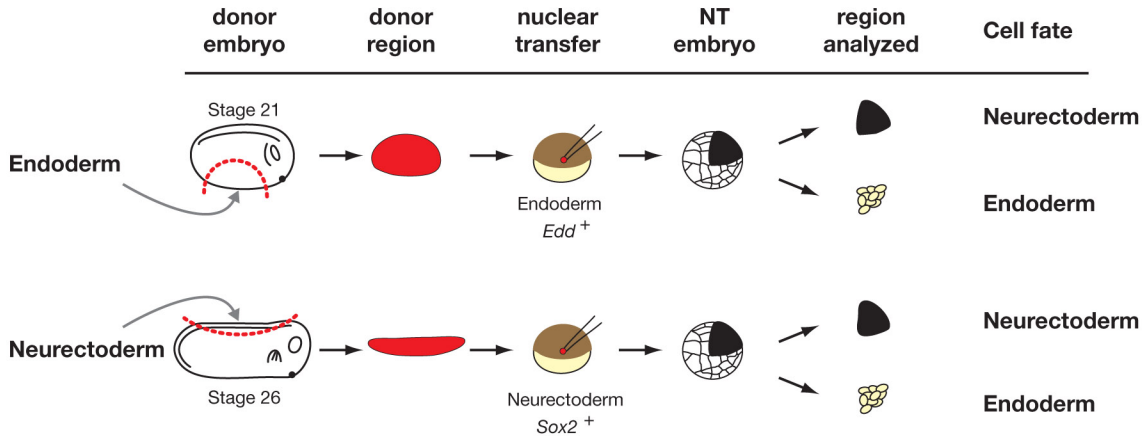 donor embryo
donor region
nuclear transfer
NT embryo
region analyzed
Cell fate
Stage 21
Endoderm
Endoderm
Edd +
Neurectoderm
Endoderm
Neurectoderm
Stage 26
Neurectoderm
Sox2 +
Neurectoderm
Endoderm